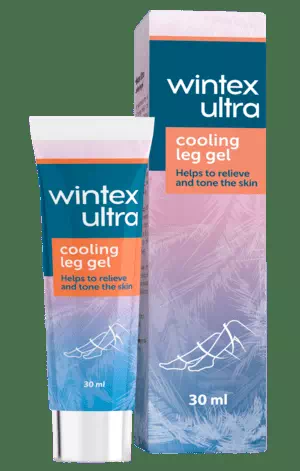 wintex
ultra
cooling
leg gel
Helps to relieve
and tone the skin
30 ml
wintex
ultra
cooling
leg gel
Helps to relieve
and tone the skin
30 ml